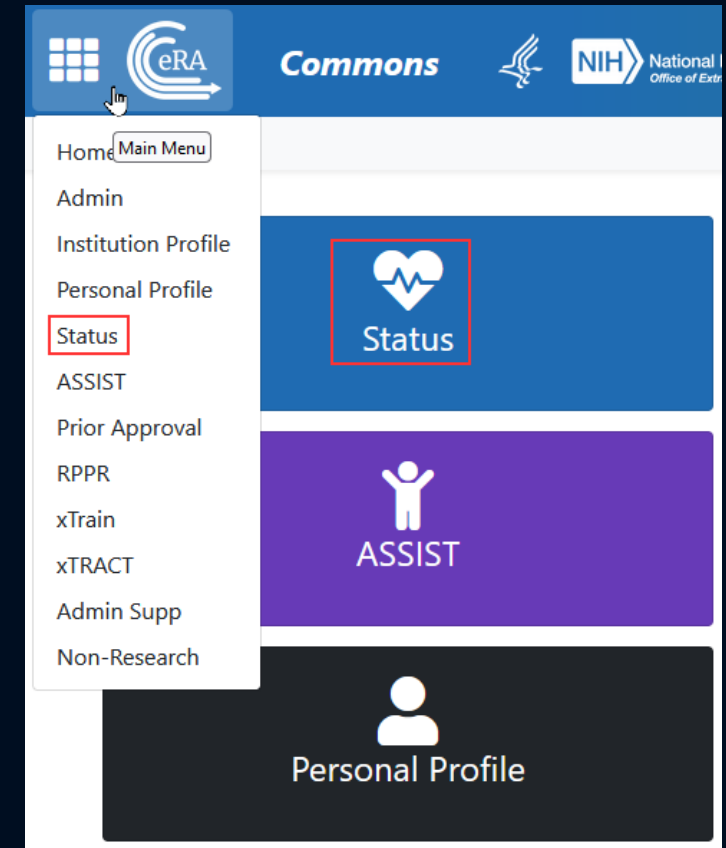 eRA
Commons
NIH
National
Office of Extr
Home
Main Menu
Admin
Institution Profile
Personal Profile
Status
ASSIST
Prior Approval
RPPR
xTrain
xTRACT
Admin Supp
Non-Research
Status
ASSIST
Personal Profile